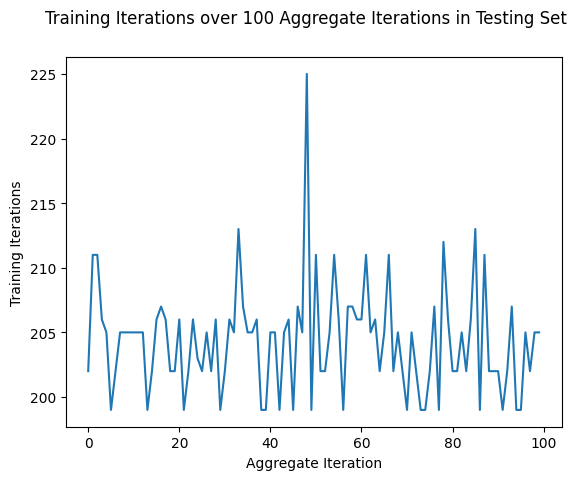 Training Iterations over 100 Aggregate Iterations in Testing Set
225
220
215
210
205
200
Training Iterations
0 20 40 60 80 100
Aggregate Iteration